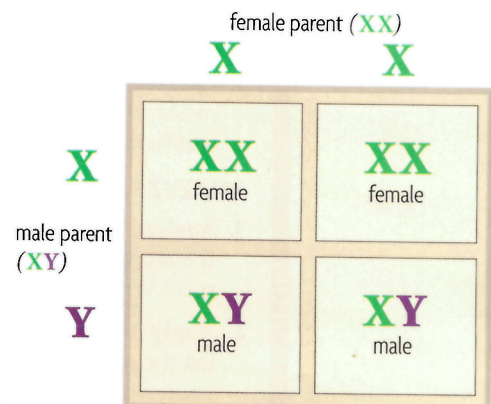 female parent (XX)
X X
X
XX XX
female female
male parent
(XY)
Y
XY XY
male male